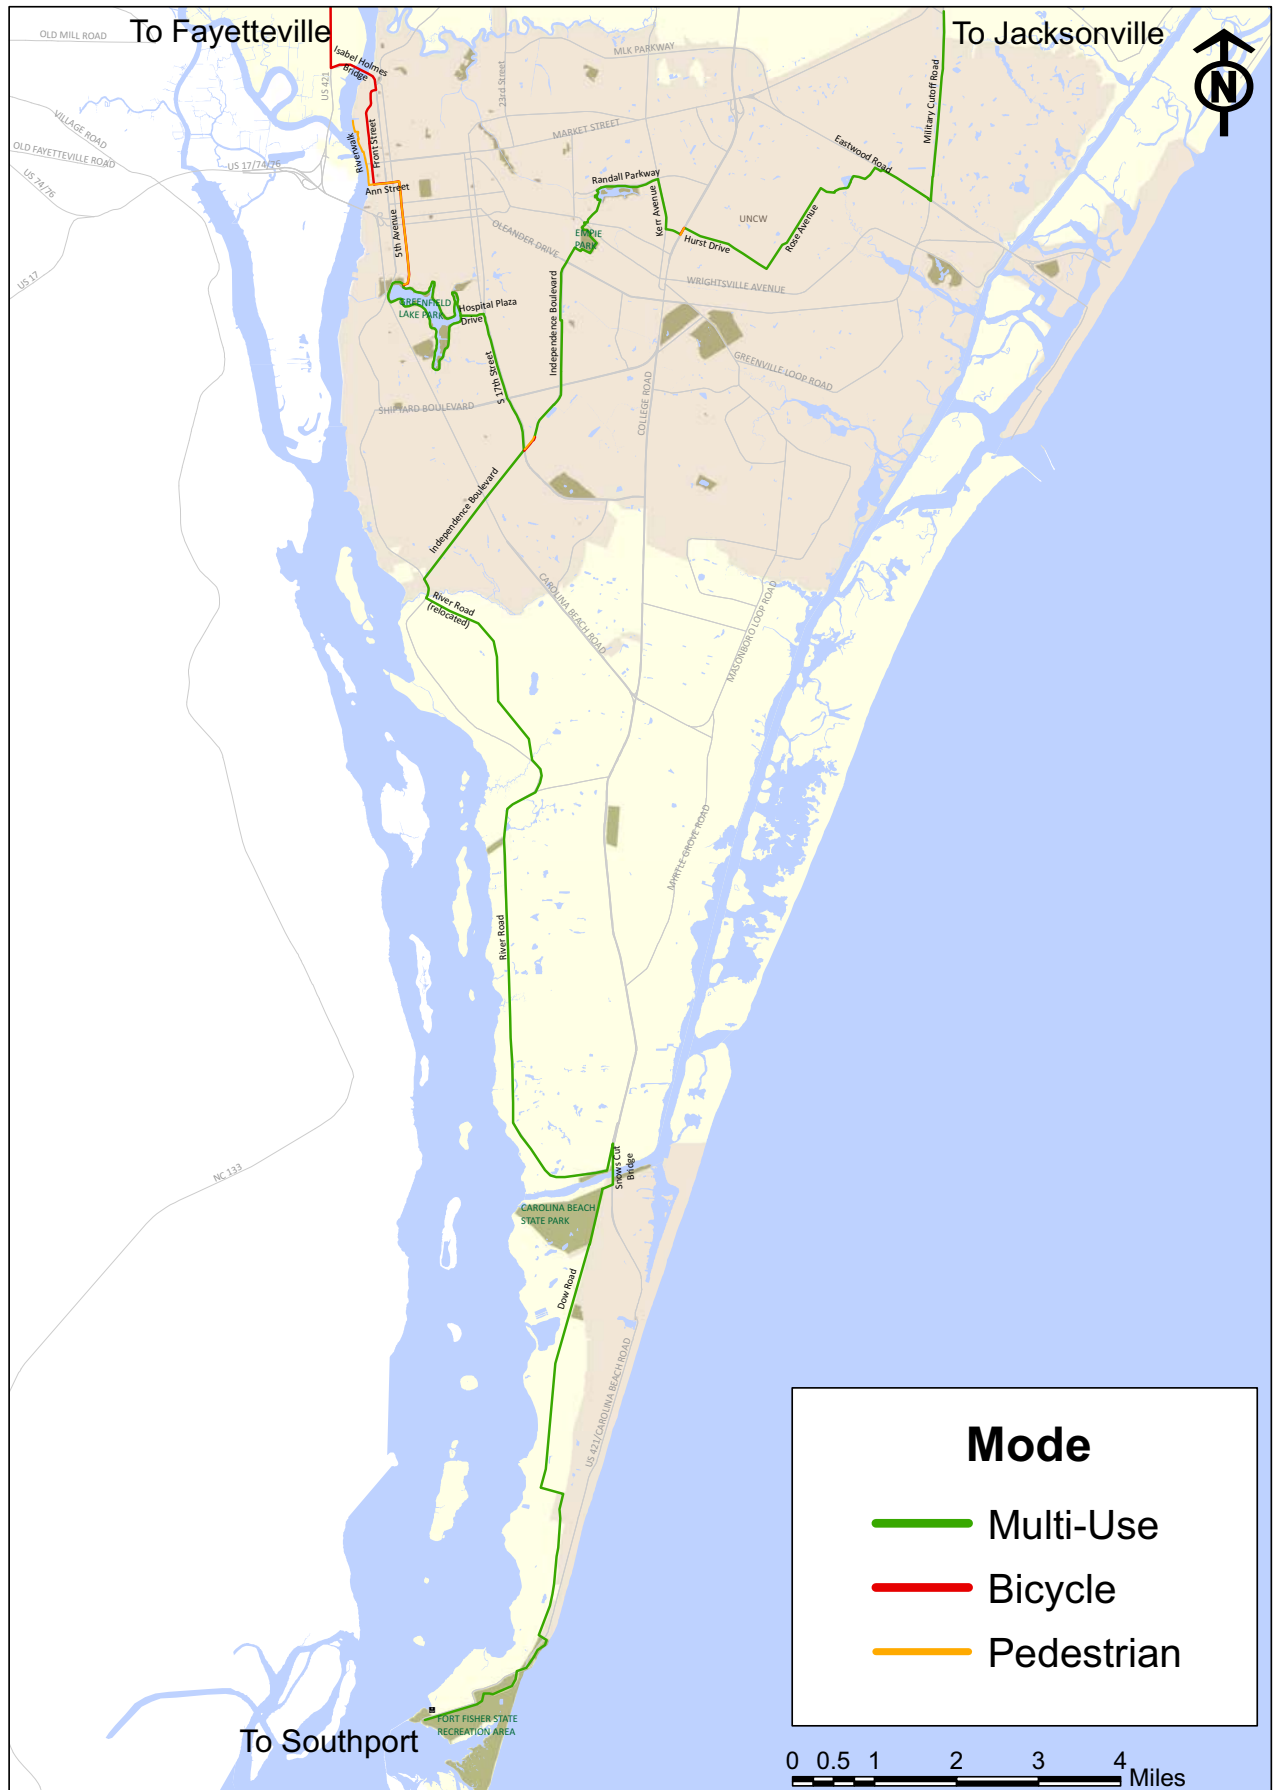 To Fayetteville
To Jacksonville
N
OLD MILL ROAD
Isabel Holmes
Bridge
US 421
23rd Street
MLK PARKWAY
Military Cutoff Road
VILLAGE ROAD
OLD FAYETTEVILLE ROAD
US 74/76
US 17/74/76
Riverwalk
Front Street
MARKET STREET
Eastwood Road
Ann Street
Randall Parkway
Kerr Avenue
UNCW
Rose Avenue
5th Avenue
OLEANDER DRIVE
EMPIE
PARK
Hurst Drive
US 17
WRIGHTSVILLE AVENUE
GREENFIELD
LAKE PARK
Hospital Plaza
Drive
Independence Boulevard
S 17th Street
GREENVILLE LOOP ROAD
SHIPYARD BOULEVARD
COLLEGE ROAD
Independence Boulevard
River Road
(relocated)
CAROLINA BEACH ROAD
MASONBORO LOOP ROAD
MYRTLE GROVE ROAD
River Road
NC 133
Snows Cut
Bridge
CAROLINA BEACH
STATE PARK
Dow Road
US 421/CAROLINA BEACH ROAD
Mode
Multi-Use
Bicycle
Pedestrian
To Southport
FORT FISHER STATE
RECREATION AREA
0 0.5 1 2 3 4
Miles